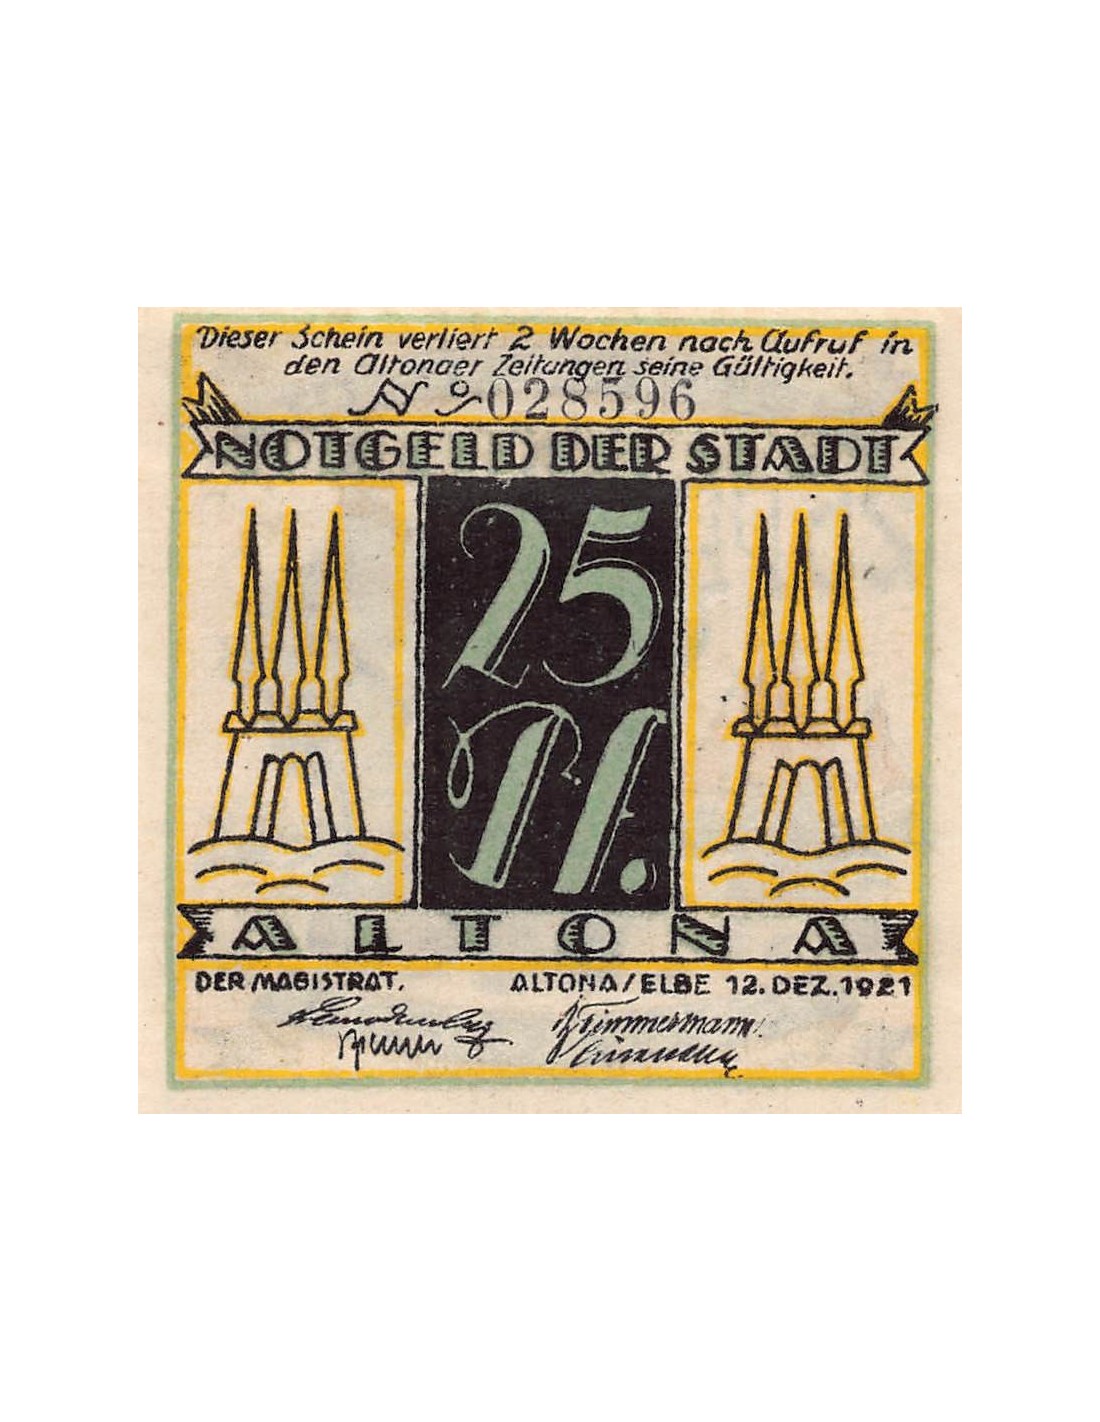 Dieser Schein verliert 2 Wochen nach Aufruf in
den Altonaer Zeitungen seine Gültigkeit.
No 028596
NOTGELD DER STADT
25
Pf.
ALTONA
DER MAGISTRAT. ALTONA/ELBE 12. DEZ. 1921